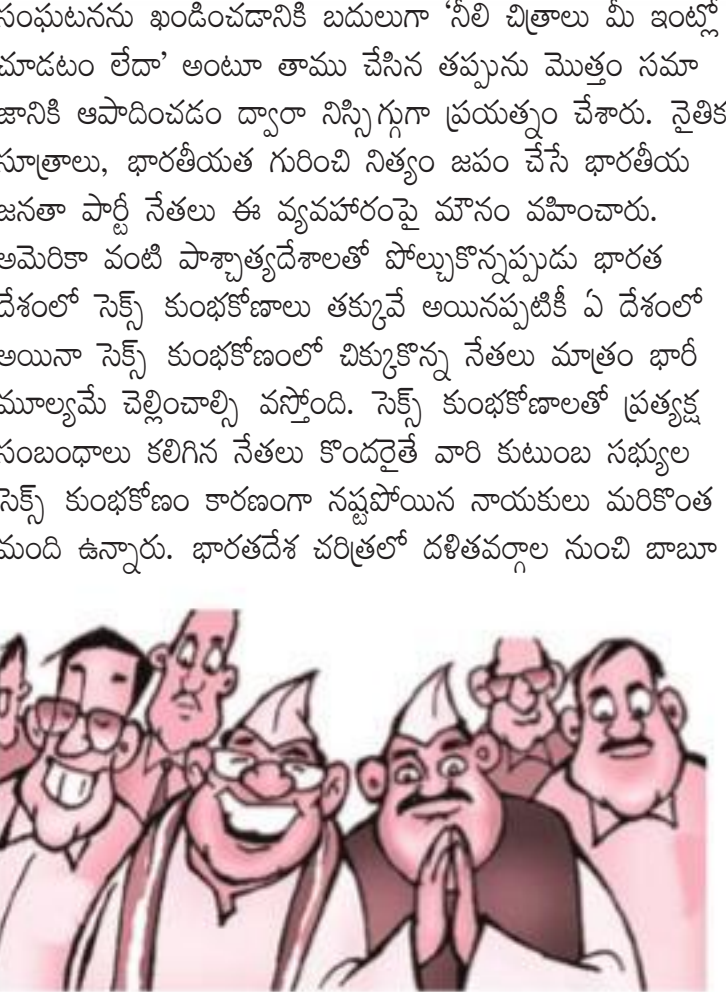 సంఘటనను ఖండించడానికి బదులుగా ‘నీలి చిత్రాలు మీ ఇంట్లో
చూడటం లేదా’ అంటూ తాము చేసిన తప్పును మొత్తం సమా
జానికి ఆపాదించడం ద్వారా నిస్సిగ్గుగా ప్రయత్నం చేశారు. నైతిక
సూత్రాలు, భారతీయత గురించి నిత్యం జపం చేసే భారతీయ
జనతా పార్టీ నేతలు ఈ వ్యవహారంపై మౌనం వహించారు.
అమెరికా వంటి పాశ్చాత్యదేశాలతో పోల్చుకొన్నప్పుడు భారత
దేశంలో సెక్స్ కుంభకోణాలు తక్కువే అయినప్పటికీ ఏ దేశంలో
అయినా సెక్స్ కుంభకోణంలో చిక్కుకొన్న నేతలు మాత్రం భారీ
మూల్యమే చెల్లించాల్సి వస్తోంది. సెక్స్ కుంభకోణాలతో ప్రత్యక్ష
సంబంధాలు కలిగిన నేతలు కొందరైతే వారి కుటుంబ సభ్యుల
సెక్స్ కుంభకోణం కారణంగా నష్టపోయిన నాయకులు మరికొంత
మంది ఉన్నారు. భారతదేశ చరిత్రలో దళితవర్గాల నుంచి బాబూ